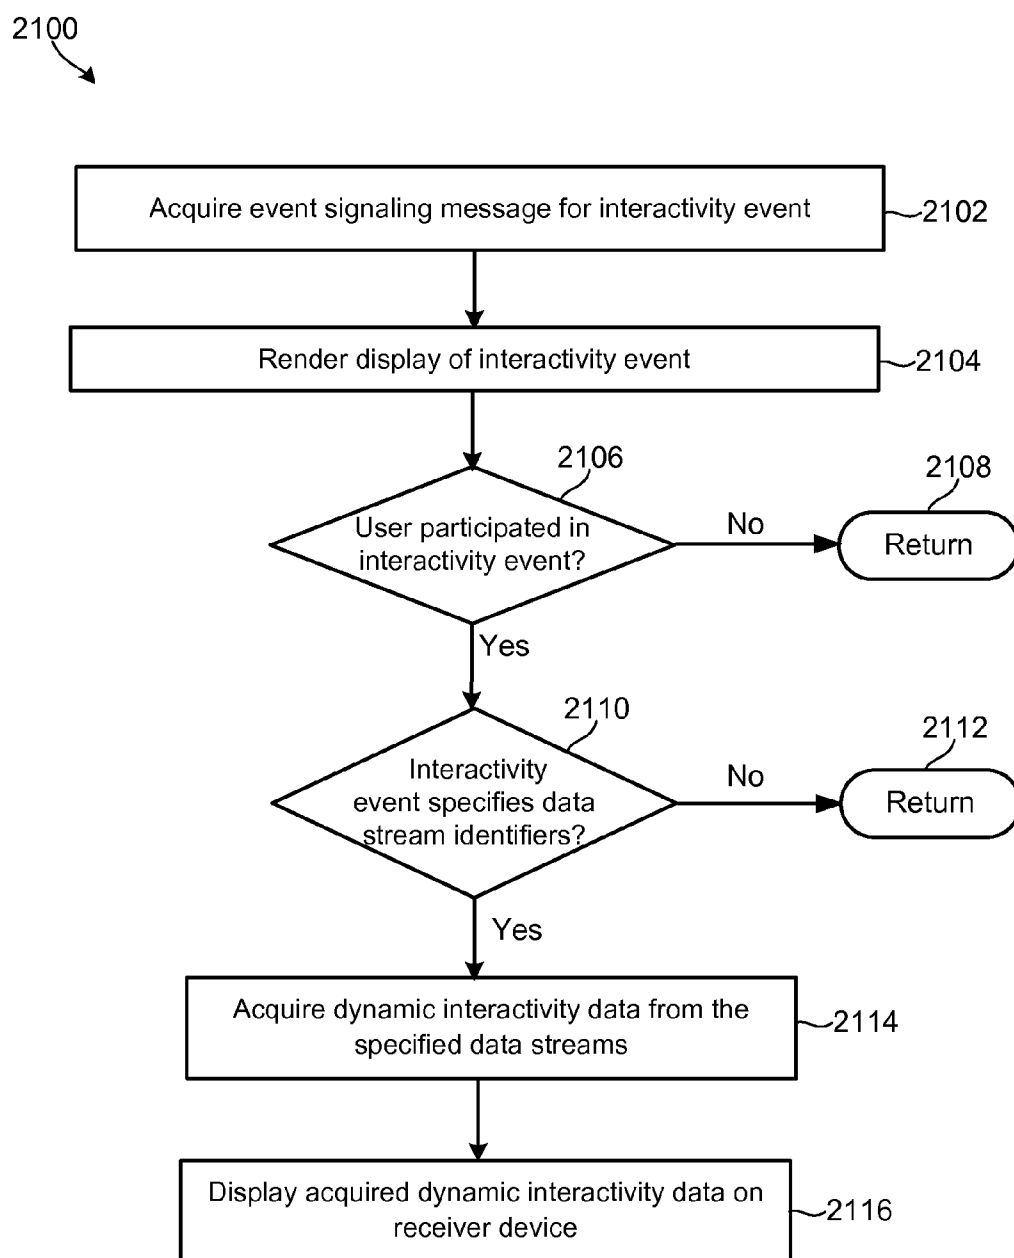 2100
Acquire event signaling message for interactivity event
2102
Render display of interactivity event
2104
2106
User participated in
interactivity event?
No
2108
Return
Yes
2110
Interactivity
event specifies data
stream identifiers?
No
2112
Return
Yes
Acquire dynamic interactivity data from the
specified data streams
2114
Display acquired dynamic interactivity data on
receiver device
2116